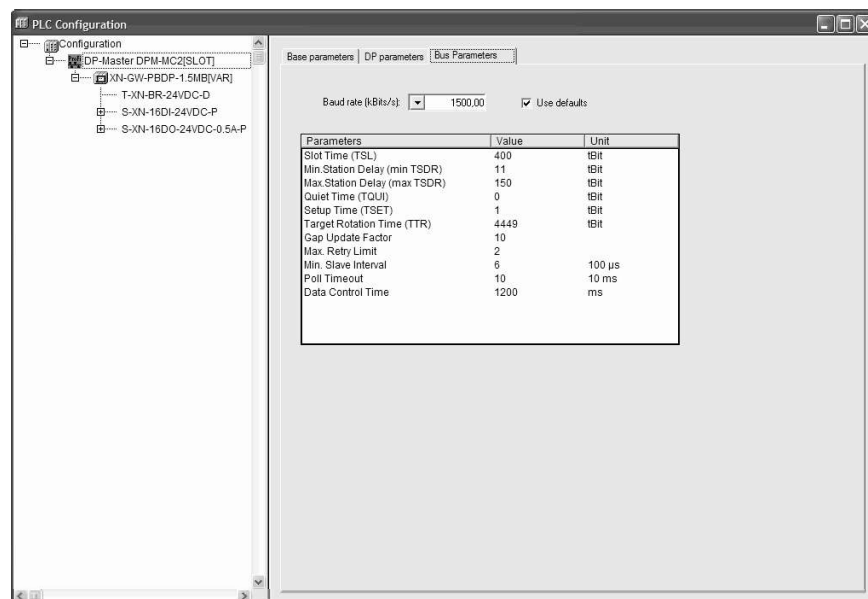 PLC Configuration
Configuration
DP-Master DPM-MC2[SLOT]
XN-GW-PBDP-1.5MB[VAR]
T-XN-BR-24VDC-D
S-XN-16DI-24VDC-P
S-XN-16DO-24VDC-0.5A-P
Base parameters DP parameters Bus Parameters
Baud rate (kBits/s): 1500,00 Use defaults
Parameters Value Unit
Slot Time (TSL) 400 tBit
Min.Station Delay (min TSDR) 11 tBit
Max.Station Delay (max TSDR) 150 tBit
Quiet Time (TQUI) 0 tBit
Setup Time (TSET) 1 tBit
Target Rotation Time (TTR) 4449 tBit
Gap Update Factor 10
Max. Retry Limit 2
Min. Slave Interval 6 100 µs
Poll Timeout 10 10 ms
Data Control Time 1200 ms